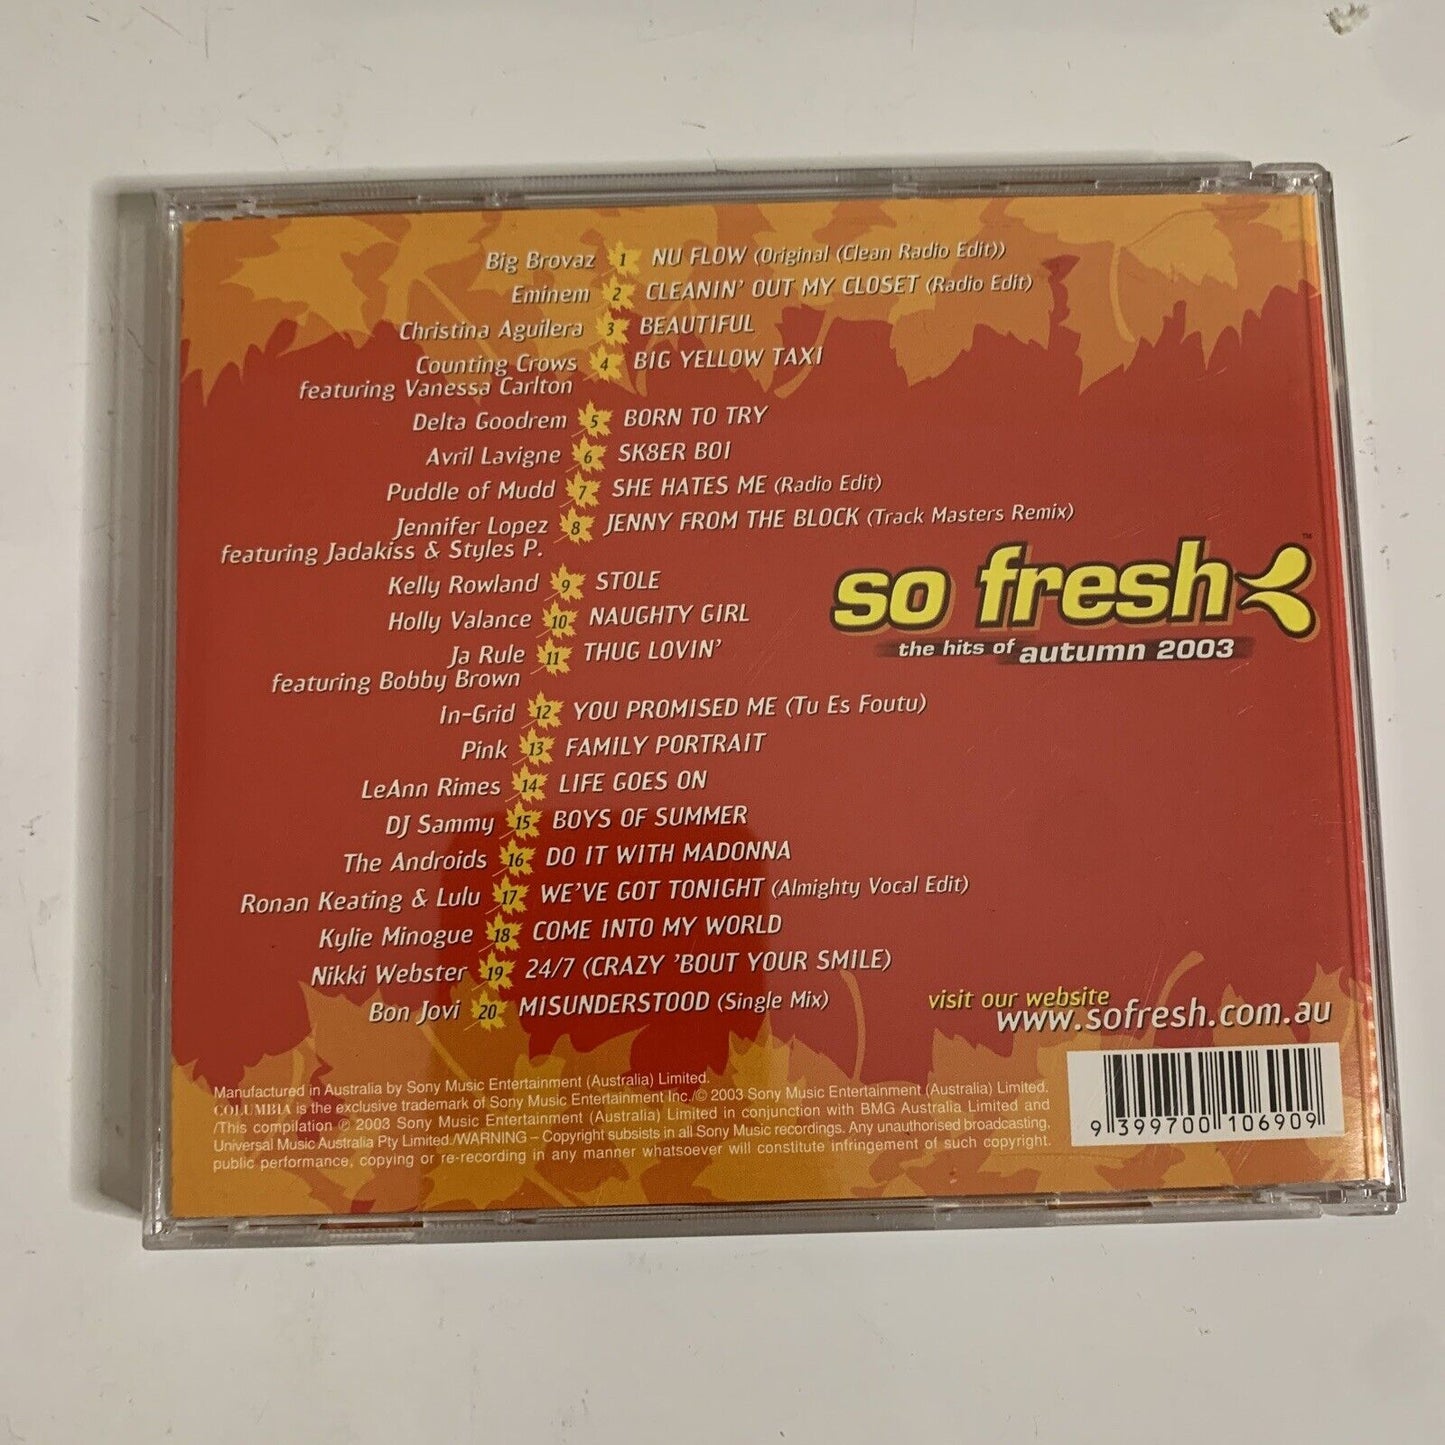 Big Brovaz 1 NU FLOW (Original (Clean Radio Edit))
Eminem 2 CLEANIN' OUT MY CLOSET (Radio Edit)
Christina Aguilera 3 BEAUTIFUL
Counting Crows 4 BIG YELLOW TAXI
featuring Vanessa Carlton
Delta Goodrem 5 BORN TO TRY
Avril Lavigne 6 SK8ER BOI
Puddle of Mudd 7 SHE HATES ME (Radio Edit)
Jennifer Lopez 8 JENNY FROM THE BLOCK (Track Masters Remix)
featuring Jadakiss & Styles P.
Kelly Rowland 9 STOLE
Holly Valance 10 NAUGHTY GIRL
Ja Rule 11 THUG LOVIN'
featuring Bobby Brown
In-Grid 12 YOU PROMISED ME (Tu Es Foutu)
Pink 13 FAMILY PORTRAIT
LeAnn Rimes 14 LIFE GOES ON
DJ Sammy 15 BOYS OF SUMMER
The Androids 16 DO IT WITH MADONNA
Ronan Keating & Lulu 17 WE'VE GOT TONIGHT (Almighty Vocal Edit)
Kylie Minogue 18 COME INTO MY WORLD
Nikki Webster 19 24/7 (CRAZY 'BOUT YOUR SMILE)
Bon Jovi 20 MISUNDERSTOOD (Single Mix)
so fresh ™
the hits of autumn 2003
visit our website
www.sofresh.com.au
Manufactured in Australia by Sony Music Entertainment (Australia) Limited.
COLUMBIA is the exclusive trademark of Sony Music Entertainment Inc./© 2003 Sony Music Entertainment (Australia) Limited.
/This compilation ℗ 2003 Sony Music Entertainment (Australia) Limited in conjunction with BMG Australia Limited and
Universal Music Australia Pty Limited./WARNING – Copyright subsists in all Sony Music recordings. Any unauthorised broadcasting,
public performance, copying or re-recording in any manner whatsoever will constitute infringement of such copyright.
9 399700 106909